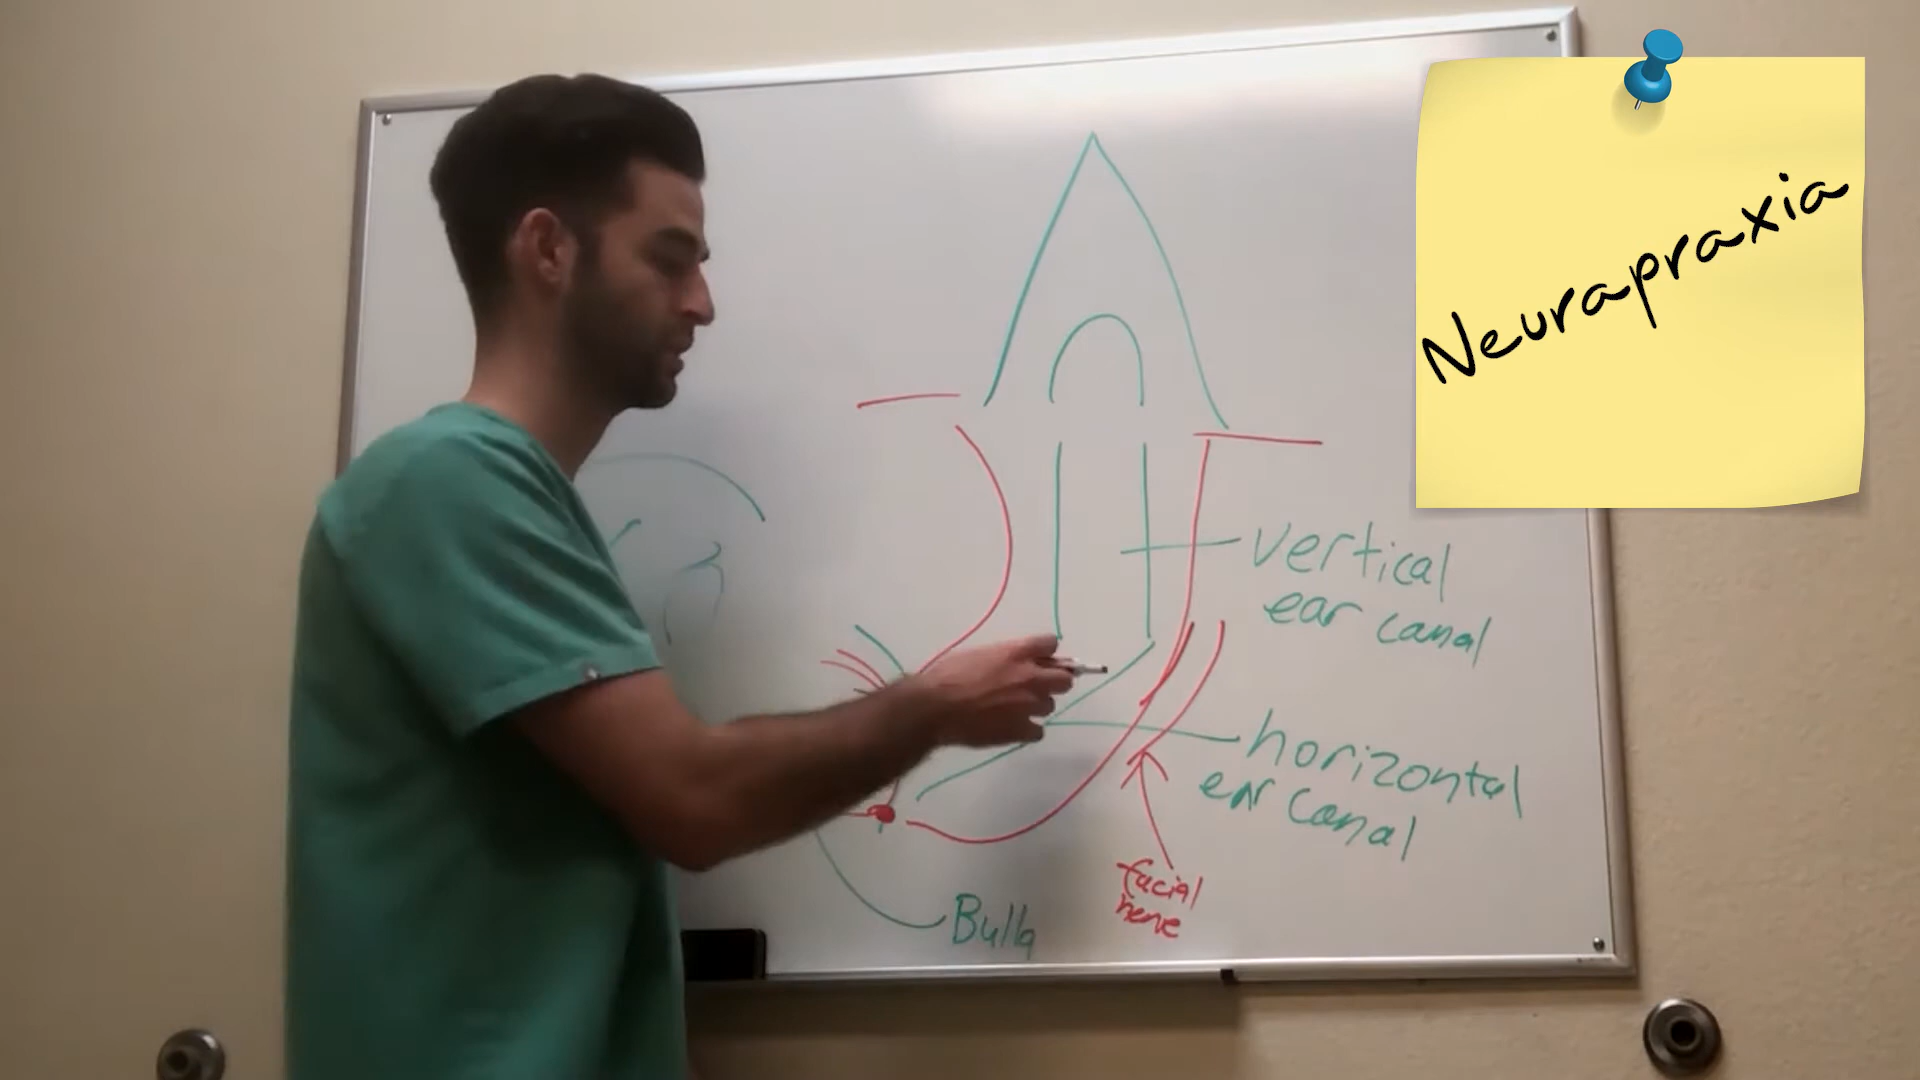 Neurapraxia
vertical
ear canal
horizontal
ear canal
facial
nerve
Bulla